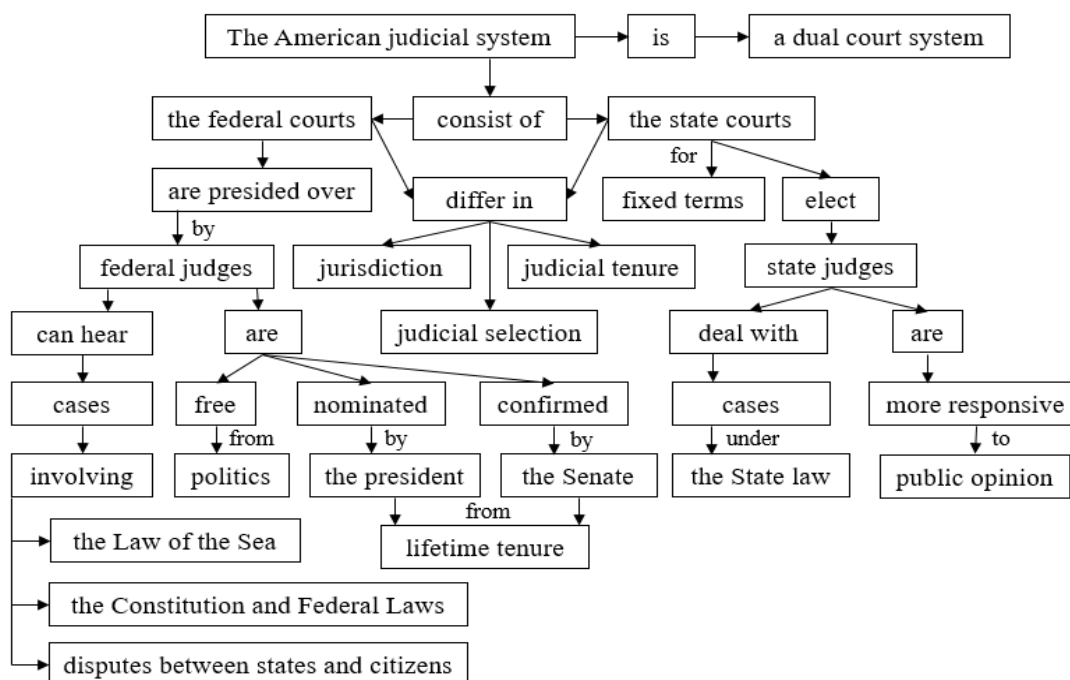 The American judicial system
is
a dual court system
the federal courts
consist of
the state courts
for
are presided over
differ in
fixed terms
elect
by
federal judges
jurisdiction
judicial tenure
state judges
can hear
are
judicial selection
deal with
are
cases
free
nominated
confirmed
cases
more responsive
from
by
by
under
to
involving
politics
the president
the Senate
the State law
public opinion
from
the Law of the Sea
lifetime tenure
the Constitution and Federal Laws
disputes between states and citizens